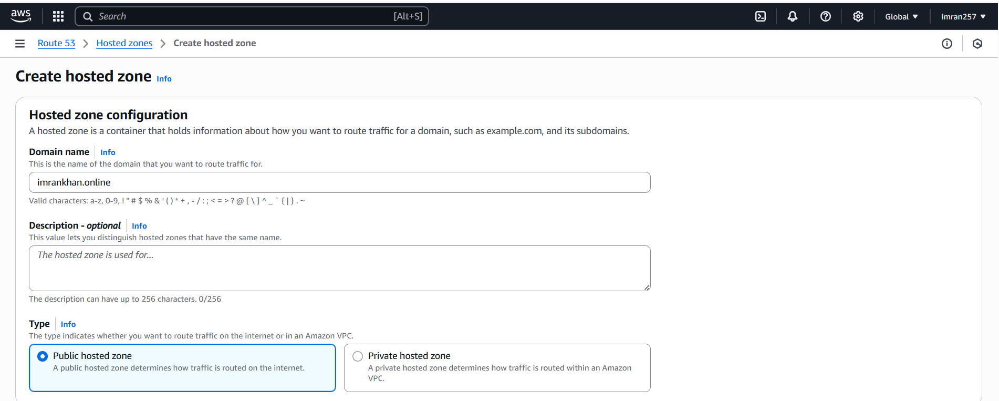 aws Search [Alt+S] Global imran257
Route 53 Hosted zones Create hosted zone
Create hosted zone Info
Hosted zone configuration
A hosted zone is a container that holds information about how you want to route traffic for a domain, such as example.com, and its subdomains.
Domain name Info
This is the name of the domain that you want to route traffic for.
imrankhan.online
Valid characters: a-z, 0-9, ! " # $ % & ' ( ) * + , - / : ; < = > ? @ [ \ ] ^ _ ` { | } . ~
Description - optional Info
This value lets you distinguish hosted zones that have the same name.
The hosted zone is used for...
The description can have up to 256 characters. 0/256
Type Info
The type indicates whether you want to route traffic on the internet or in an Amazon VPC.
Public hosted zone
A public hosted zone determines how traffic is routed on the internet.
Private hosted zone
A private hosted zone determines how traffic is routed within an Amazon
VPC.